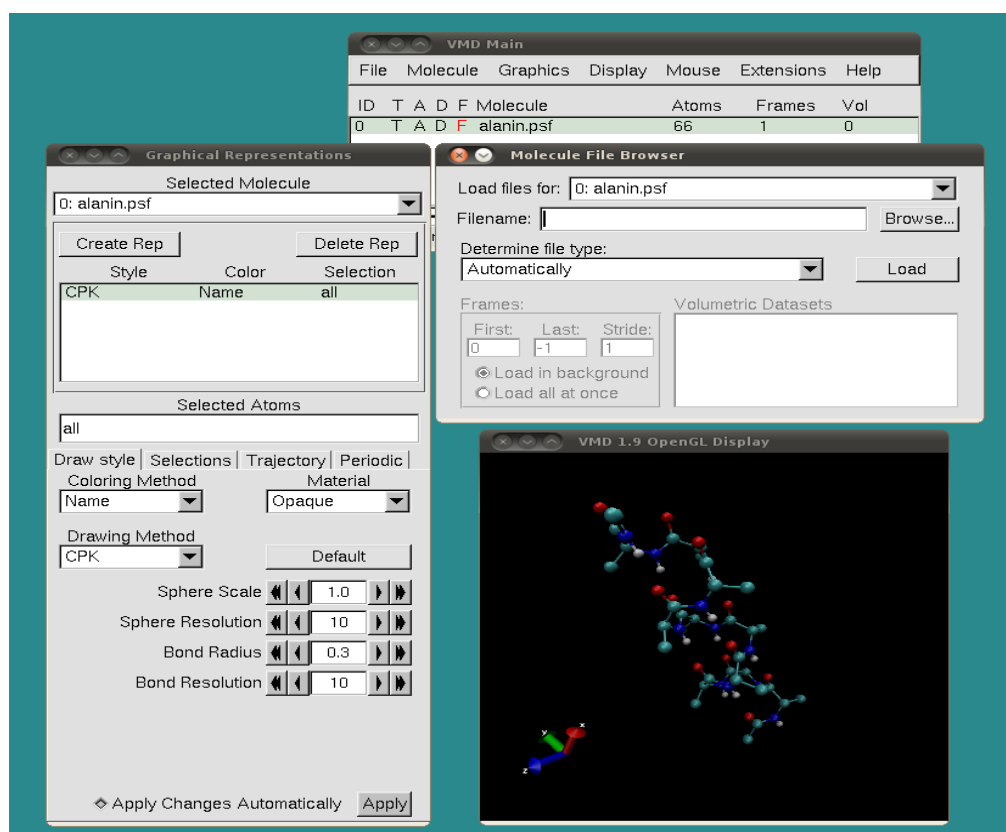 VMD Main
File Molecule Graphics Display Mouse Extensions Help
ID T A D F Molecule Atoms Frames Vol
0 T A D F alanin.psf 66 1 0
Graphical Representations
Selected Molecule
0: alanin.psf
Create Rep Delete Rep
Style Color Selection
CPK Name all
Selected Atoms
all
Draw style Selections Trajectory Periodic
Coloring Method Material
Name Opaque
Drawing Method
CPK Default
Sphere Scale 1.0
Sphere Resolution 10
Bond Radius 0.3
Bond Resolution 10
Apply Changes Automatically Apply
Molecule File Browser
Load files for: 0: alanin.psf
Filename: Browse...
Determine file type:
Automatically Load
Frames: Volumetric Datasets
First: Last: Stride:
0 -1 1
Load in background
Load all at once
VMD 1.9 OpenGL Display
x
y
z